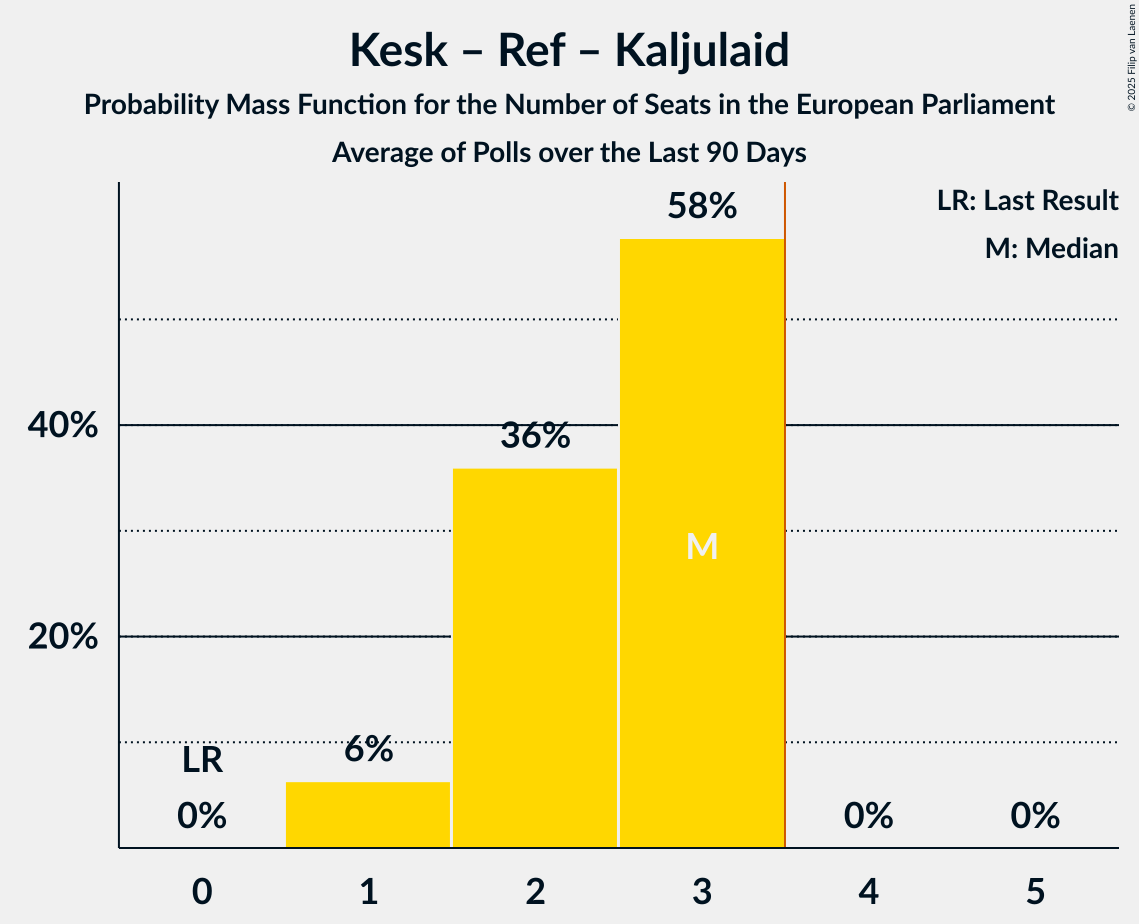 Kesk – Ref – Kaljulaid
Probability Mass Function for the Number of Seats in the European Parliament
Average of Polls over the Last 90 Days
© 2025 Filip van Laenen
LR: Last Result
M: Median
58%
40%
36%
M
20%
6%
LR
0%
0%
0%
0 1 2 3 4 5